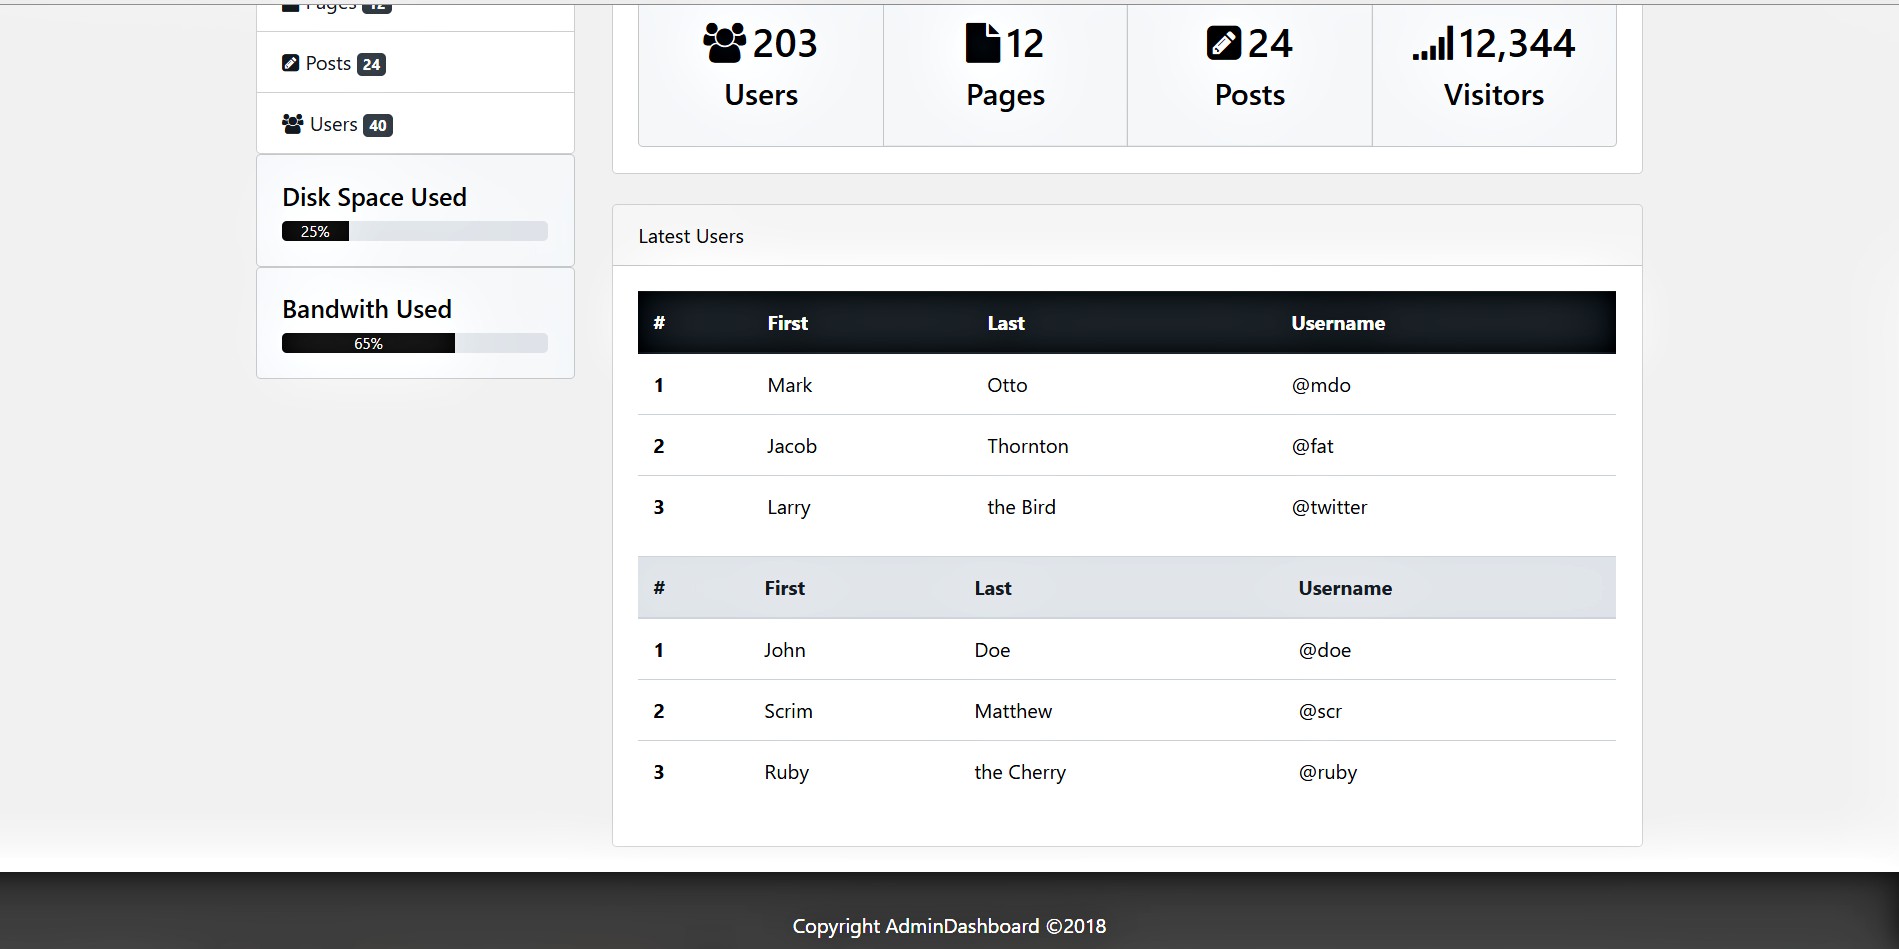 Pages 12
Posts 24
Users 40
Disk Space Used
25%
Bandwith Used
65%
203
Users
12
Pages
24
Posts
12,344
Visitors
Latest Users
# First Last Username
1 Mark Otto @mdo
2 Jacob Thornton @fat
3 Larry the Bird @twitter
# First Last Username
1 John Doe @doe
2 Scrim Matthew @scr
3 Ruby the Cherry @ruby
Copyright AdminDashboard ©2018